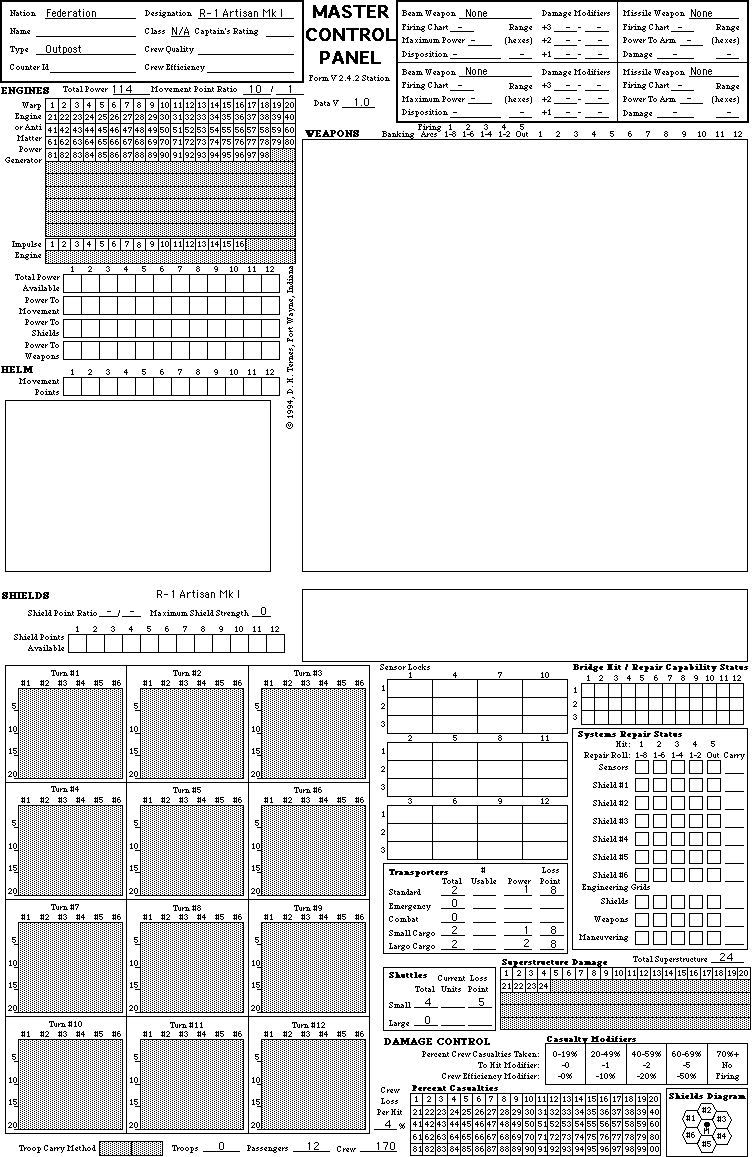 Nation Federation Designation R-1 Artisan Mk I
Name Class N/A Captain's Rating
Type Outpost Crew Quality
Counter Id Crew Efficiency
MASTER
CONTROL
PANEL
Form V 2.4.2 Station
Data V 1.0
Beam Weapon None Damage Modifiers
Firing Chart - Range +3 - - -
Maximum Power - (hexes) +2 - - -
Disposition - - +1 - - -
Missile Weapon None
Firing Chart - Range
Power To Arm - (hexes)
Damage - -
Beam Weapon None Damage Modifiers
Firing Chart - Range +3 - - -
Maximum Power - (hexes) +2 - - -
Disposition - - +1 - - -
Missile Weapon None
Firing Chart - Range
Power To Arm - (hexes)
Damage - -
ENGINES Total Power 114 Movement Point Ratio 10 / 1
Warp Engine or Anti Matter Power Generator
1 2 3 4 5 6 7 8 9 10 11 12 13 14 15 16 17 18 19 20
21 22 23 24 25 26 27 28 29 30 31 32 33 34 35 36 37 38 39 40
41 42 43 44 45 46 47 48 49 50 51 52 53 54 55 56 57 58 59 60
61 62 63 64 65 66 67 68 69 70 71 72 73 74 75 76 77 78 79 80
81 82 83 84 85 86 87 88 89 90 91 92 93 94 95 96 97 98
Impulse Engine
1 2 3 4 5 6 7 8 9 10 11 12 13 14 15 16
1 2 3 4 5 6 7 8 9 10 11 12
Total Power Available
Power To Movement
Power To Shields
Power To Weapons
HELM 1 2 3 4 5 6 7 8 9 10 11 12
Movement Points
© 1994, D. H. Ternes, Fort Wayne, Indiana
WEAPONS
Firing 1 2 3 4 5
Banking Arcs 1-8 1-6 1-4 1-2 Out 1 2 3 4 5 6 7 8 9 10 11 12
SHIELDS R-1 Artisan Mk I
Shield Point Ratio - / - Maximum Shield Strength 0
1 2 3 4 5 6 7 8 9 10 11 12
Shield Points Available
Turn #1 Turn #2 Turn #3
#1 #2 #3 #4 #5 #6 #1 #2 #3 #4 #5 #6 #1 #2 #3 #4 #5 #6
5 5 5
10 10 10
15 15 15
20 20 20
Turn #4 Turn #5 Turn #6
#1 #2 #3 #4 #5 #6 #1 #2 #3 #4 #5 #6 #1 #2 #3 #4 #5 #6
5 5 5
10 10 10
15 15 15
20 20 20
Turn #7 Turn #8 Turn #9
#1 #2 #3 #4 #5 #6 #1 #2 #3 #4 #5 #6 #1 #2 #3 #4 #5 #6
5 5 5
10 10 10
15 15 15
20 20 20
Turn #10 Turn #11 Turn #12
#1 #2 #3 #4 #5 #6 #1 #2 #3 #4 #5 #6 #1 #2 #3 #4 #5 #6
5 5 5
10 10 10
15 15 15
20 20 20
Troop Carry Method Troops 0 Passengers 12 Crew 170
Sensor Locks
1 4 7 10
1
2
3
2 5 8 11
1
2
3
3 6 9 12
1
2
3
Bridge Hit / Repair Capability Status
1 2 3 4 5 6 7 8 9 10 11 12
1
2
3
Systems Repair Status
Hit: 1 2 3 4 5
Repair Roll: 1-8 1-6 1-4 1-2 Out Carry
Sensors
Shield #1
Shield #2
Shield #3
Shield #4
Shield #5
Shield #6
Engineering Grids
Shields
Weapons
Maneuvering
Transporters # Loss
Total Usable Power Point
Standard 2 1 8
Emergency 0
Combat 0
Small Cargo 2 1 8
Large Cargo 2 2 8
Shuttles Current Loss
Total Units Point
Small 4 5
Large 0
Superstructure Damage Total Superstructure 24
1 2 3 4 5 6 7 8 9 10 11 12 13 14 15 16 17 18 19 20
21 22 23 24
DAMAGE CONTROL Casualty Modifiers
Percent Crew Casualties Taken: 0-19% 20-49% 40-59% 60-69% 70%+
To Hit Modifier: -0 -1 -2 -5 No
Crew Efficiency Modifier: -0% -10% -20% -50% Firing
Crew Loss Per Hit 4 %
Percent Casualties
1 2 3 4 5 6 7 8 9 10 11 12 13 14 15 16 17 18 19 20
21 22 23 24 25 26 27 28 29 30 31 32 33 34 35 36 37 38 39 40
41 42 43 44 45 46 47 48 49 50 51 52 53 54 55 56 57 58 59 60
61 62 63 64 65 66 67 68 69 70 71 72 73 74 75 76 77 78 79 80
81 82 83 84 85 86 87 88 89 90 91 92 93 94 95 96 97 98 99 00
Shields Diagram
#2
#1 #3
#6 #4
#5